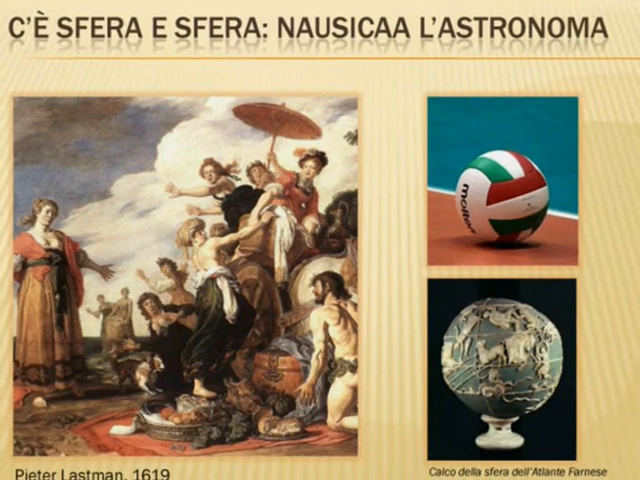 C'È SFERA E SFERA: NAUSICAA L'ASTRONOMA
molten
Pieter Lastman, 1619
Calco della sfera dell'Atlante Farnese